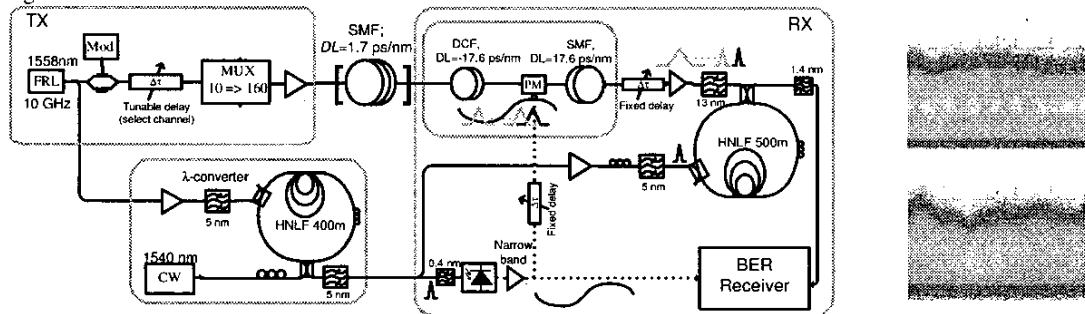 TX
Mod
1558nm
FRL
10 GHz
Δτ
Tunable delay
(select channel)
MUX
10 => 160
SMF;
DL=1.7 ps/nm
RX
DCF,
DL=-17.6 ps/nm
PM
SMF;
DL=17.6 ps/nm
Δτ
Fixed delay
13 nm
1.4 nm
HNLF 500m
5 nm
λ-converter
5 nm
HNLF 400m
1540 nm
CW
5 nm
Δτ
Fixed delay
0.4 nm
Narrow
band
BER
Receiver